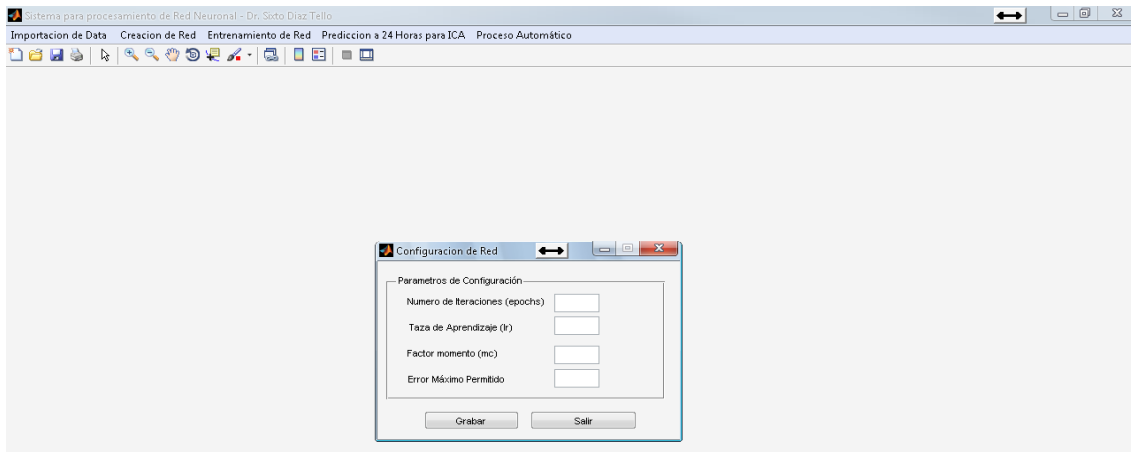 Sistema para procesamiento de Red Neuronal - Dr. Sixto Diaz Tello
Importacion de Data Creacion de Red Entrenamiento de Red Prediccion a 24 Horas para ICA Proceso Automático
Configuracion de Red
Parametros de Configuración
Numero de Iteraciones (epochs)
Taza de Aprendizaje (lr)
Factor momento (mc)
Error Máximo Permitido
Grabar Salir